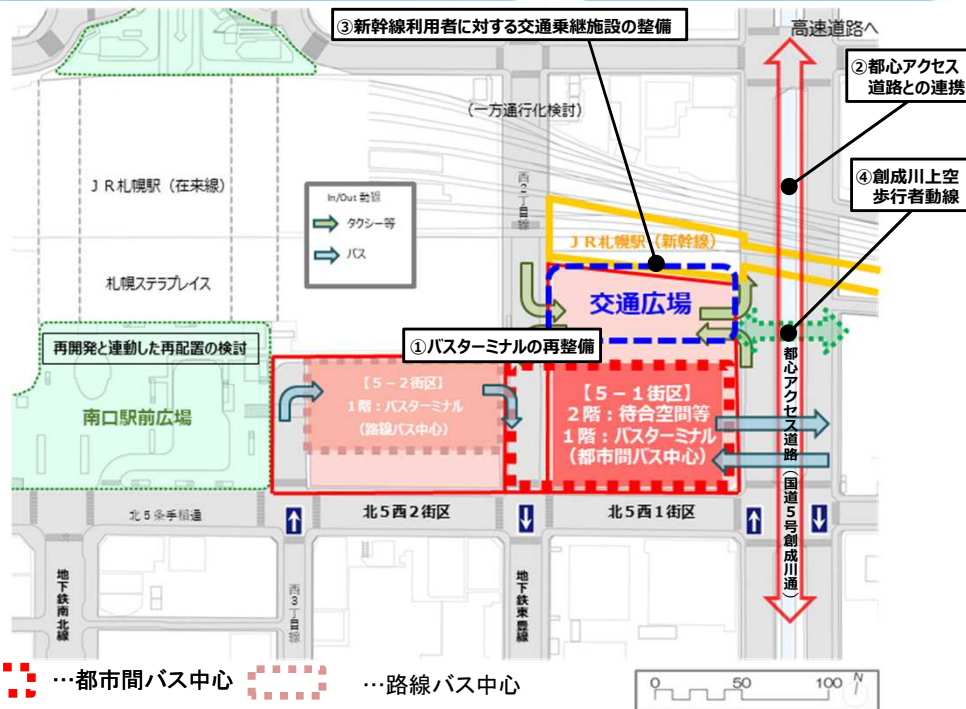 ③新幹線利用者に対する交通乗継施設の整備
高速道路へ
②都心アクセス
道路との連携
(一方通行化検討)
④創成川上空
歩行者動線
JR札幌駅(在来線)
In/Out 動線
タクシー等
バス
西2丁目線
JR札幌駅(新幹線)
札幌ステラプレイス
交通広場
再開発と連動した再配置の検討
①バスターミナルの再整備
南口駅前広場
【5-2街区】
1階:バスターミナル
(路線バス中心)
【5-1街区】
2階:待合空間等
1階:バスターミナル
(都市間バス中心)
都心アクセス道路(国道5号創成川通)
北5条手稲通
北5西2街区
北5西1街区
地下鉄南北線
西3丁目線
地下鉄東豊線
…都市間バス中心
…路線バス中心
0 50 100 N